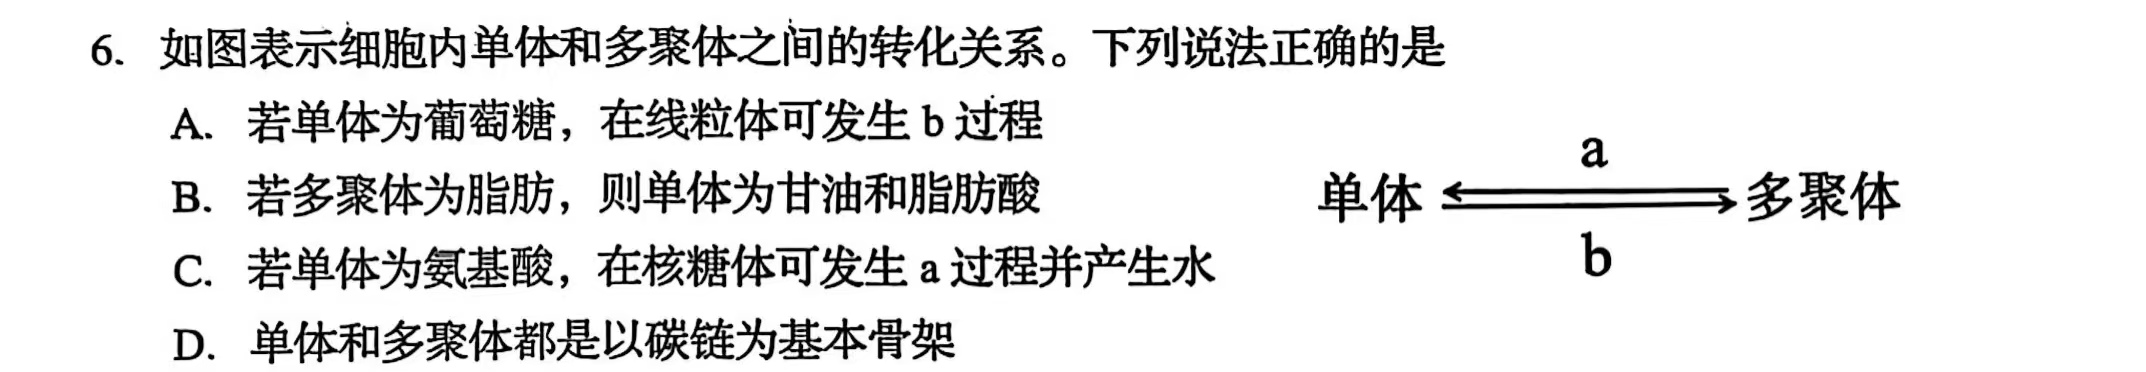 6. 如图表示细胞内单体和多聚体之间的转化关系。下列说法正确的是
A. 若单体为葡萄糖，在线粒体可发生 b 过程
B. 若多聚体为脂肪，则单体为甘油和脂肪酸
C. 若单体为氨基酸，在核糖体可发生 a 过程并产生水
D. 单体和多聚体都是以碳链为基本骨架
a
单体 多聚体
b